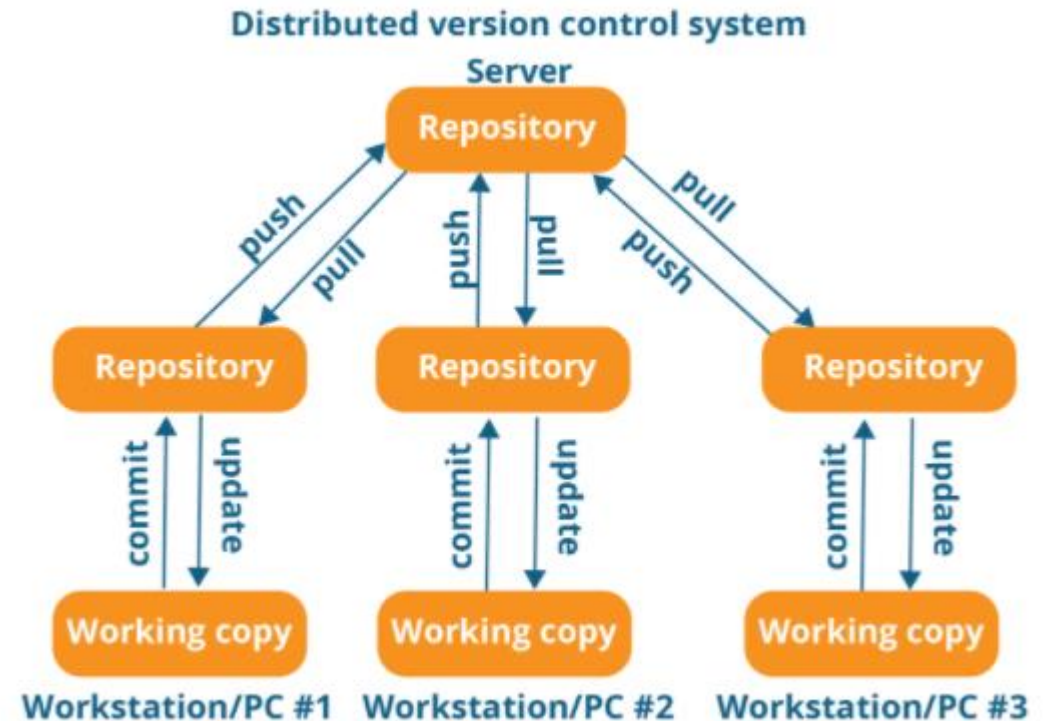 Distributed version control system
Server
Repository
push
pull
push
pull
push
pull
Repository
Repository
Repository
commit
update
commit
update
commit
update
Working copy
Working copy
Working copy
Workstation/PC #1
Workstation/PC #2
Workstation/PC #3